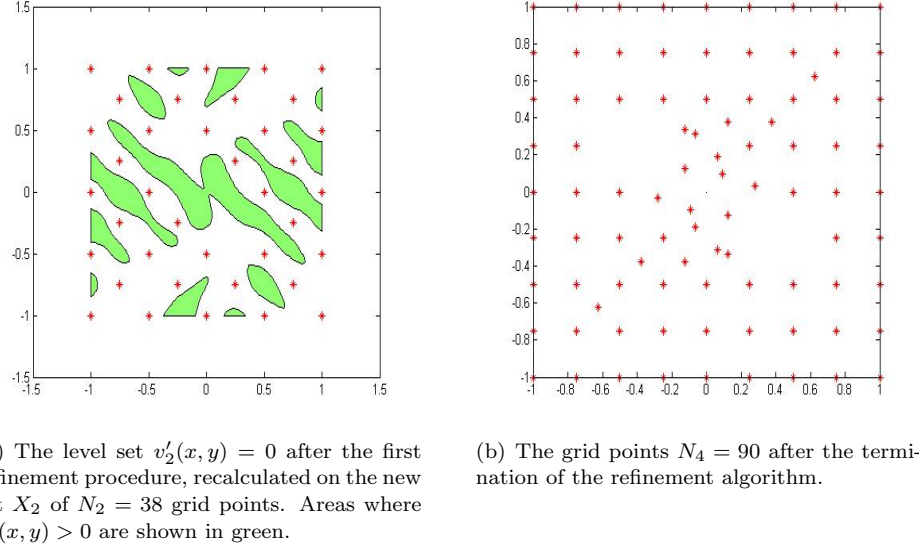 1.5
1
0.5
0
-0.5
-1
-1.5
-1.5 -1 -0.5 0 0.5 1 1.5
1
0.8
0.6
0.4
0.2
0
-0.2
-0.4
-0.6
-0.8
-1
-1 -0.8 -0.6 -0.4 -0.2 0 0.2 0.4 0.6 0.8 1
) The level set v′₂(x, y) = 0 after the first
finement procedure, recalculated on the new
t X₂ of N₂ = 38 grid points. Areas where
(x, y) > 0 are shown in green.
(b) The grid points N₄ = 90 after the termi-
nation of the refinement algorithm.